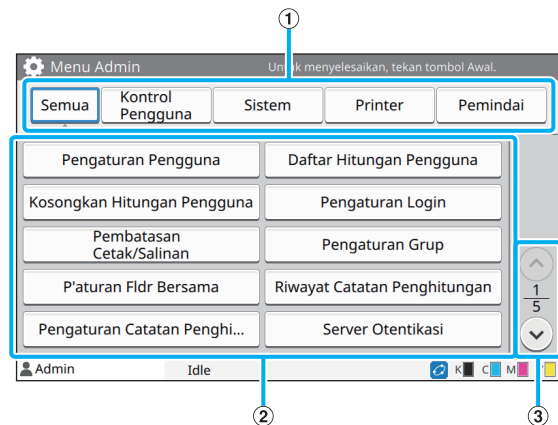 ①
Menu Admin
Untuk menyelesaikan, tekan tombol Awal.
Semua
Kontrol
Pengguna
Sistem
Printer
Pemindai
Pengaturan Pengguna
Daftar Hitungan Pengguna
Kosongkan Hitungan Pengguna
Pengaturan Login
Pembatasan
Cetak/Salinan
Pengaturan Grup
P'aturan Fldr Bersama
Riwayat Catatan Penghitungan
Pengaturan Catatan Penghi...
Server Otentikasi
1
5
Admin
Idle
K C M
② ③